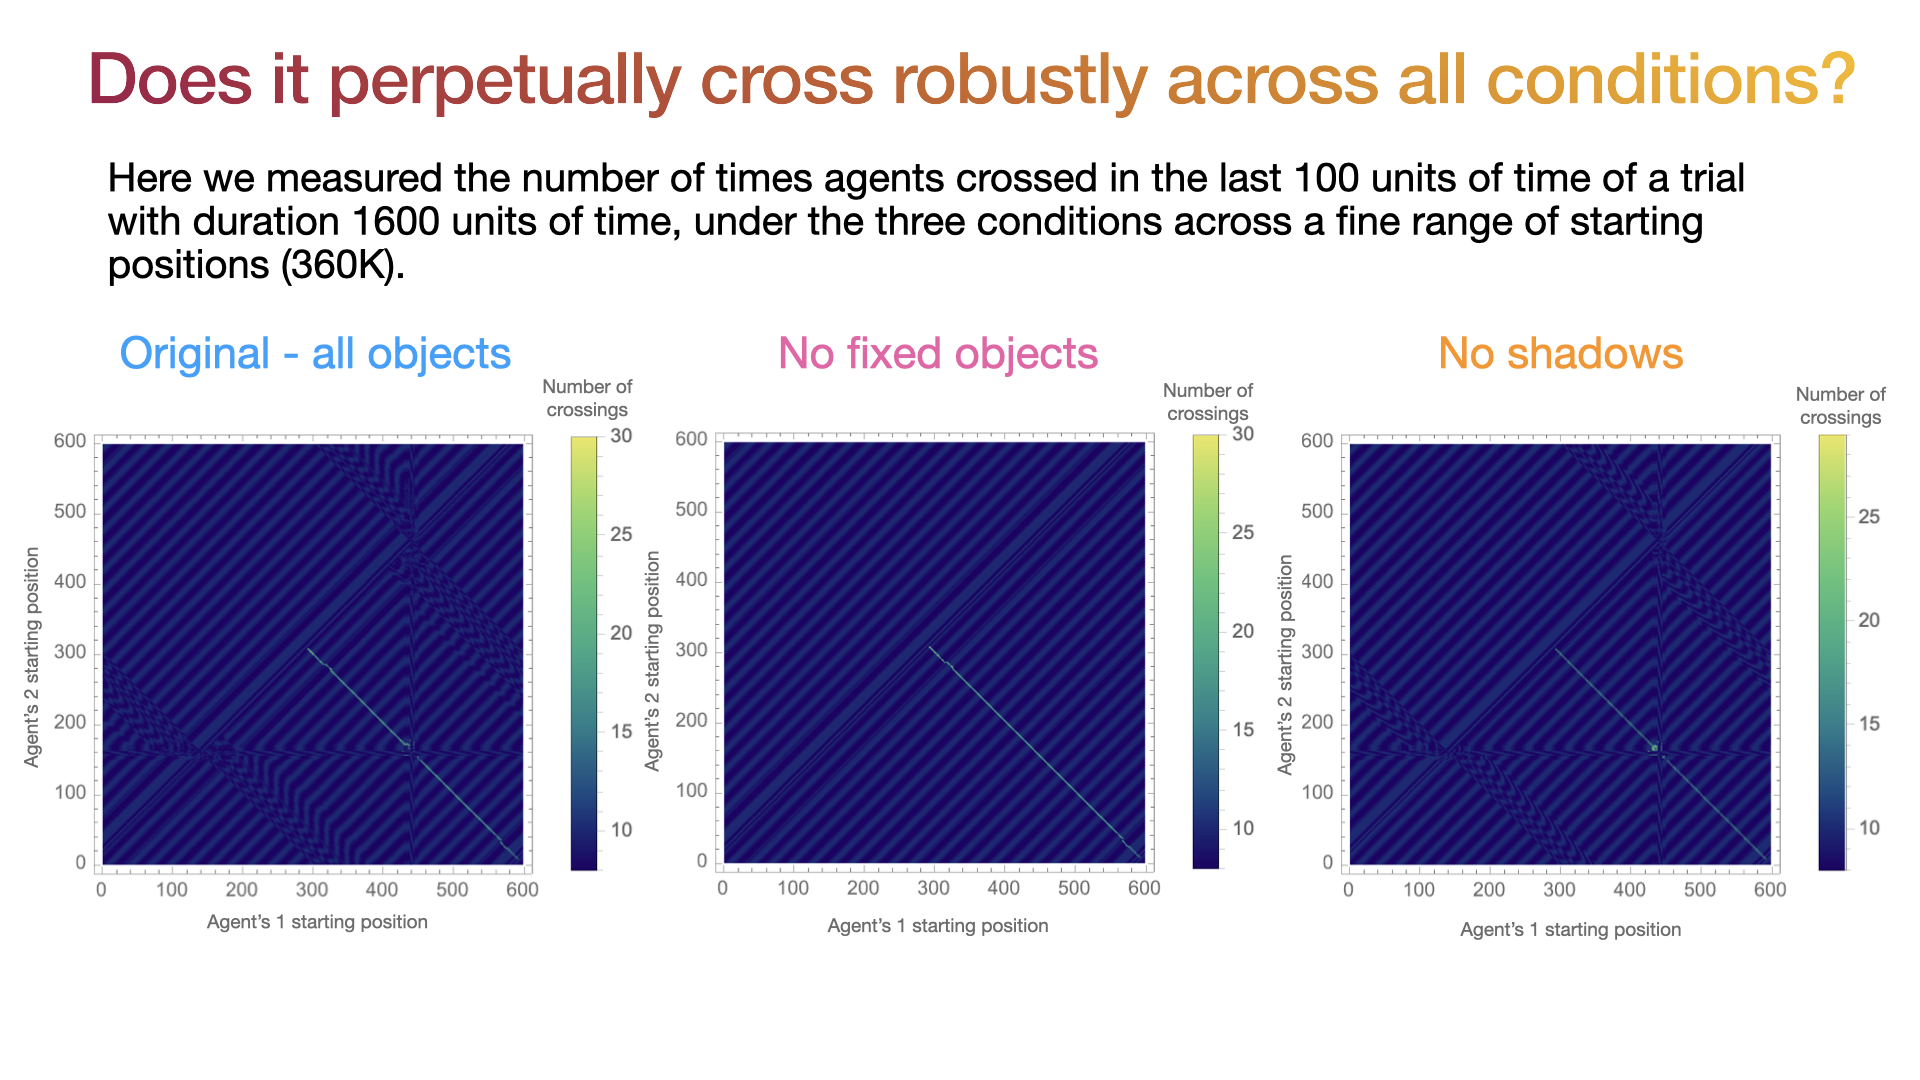 Does it perpetually cross robustly across all conditions?
Here we measured the number of times agents crossed in the last 100 units of time of a trial
with duration 1600 units of time, under the three conditions across a fine range of starting
positions (360K).
Original - all objects
Number of
crossings
600
500
400
300
200
100
0
0 100 200 300 400 500 600
Agent's 2 starting position
Agent's 1 starting position
30
25
20
15
10
No fixed objects
Number of
crossings
600
500
400
300
200
100
0
0 100 200 300 400 500 600
Agent's 2 starting position
Agent's 1 starting position
30
25
20
15
10
No shadows
Number of
crossings
600
500
400
300
200
100
0
0 100 200 300 400 500 600
Agent's 2 starting position
Agent's 1 starting position
25
20
15
10